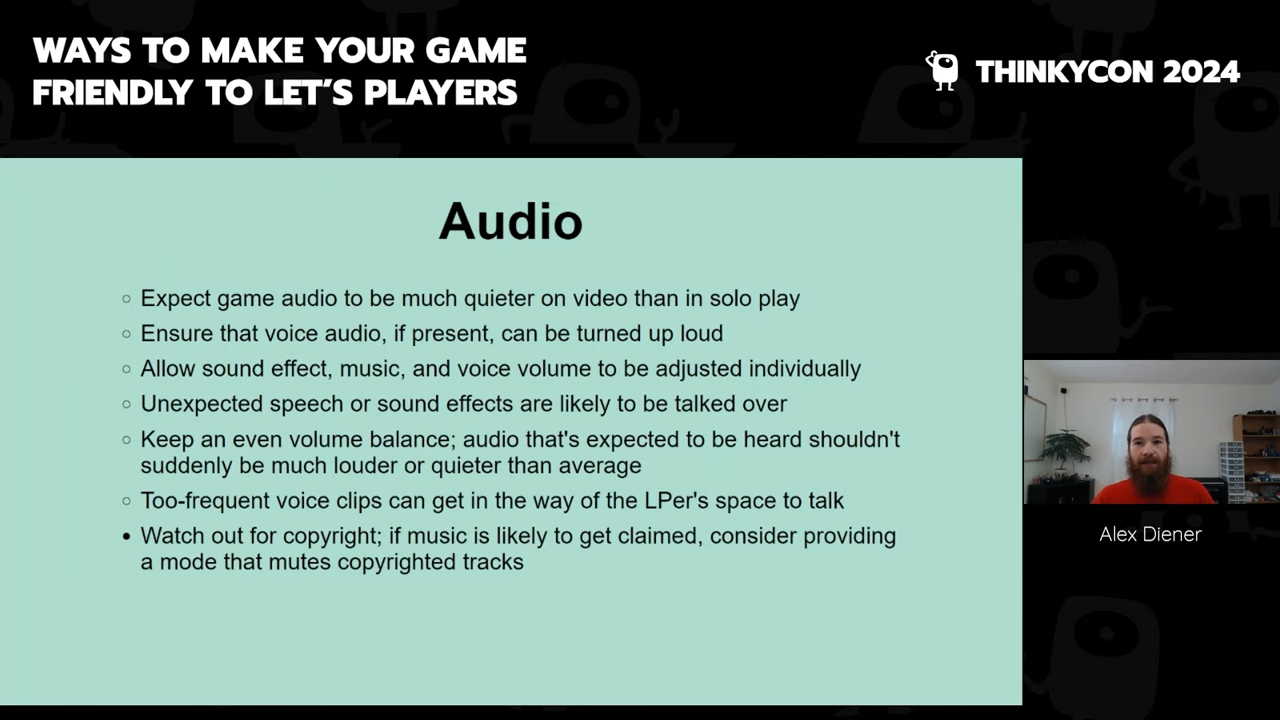 WAYS TO MAKE YOUR GAME
FRIENDLY TO LET'S PLAYERS
THINKYCON 2024
Audio
Expect game audio to be much quieter on video than in solo play
Ensure that voice audio, if present, can be turned up loud
Allow sound effect, music, and voice volume to be adjusted individually
Unexpected speech or sound effects are likely to be talked over
Keep an even volume balance; audio that's expected to be heard shouldn't
suddenly be much louder or quieter than average
Too-frequent voice clips can get in the way of the LPer's space to talk
Watch out for copyright; if music is likely to get claimed, consider providing
a mode that mutes copyrighted tracks
Alex Diener